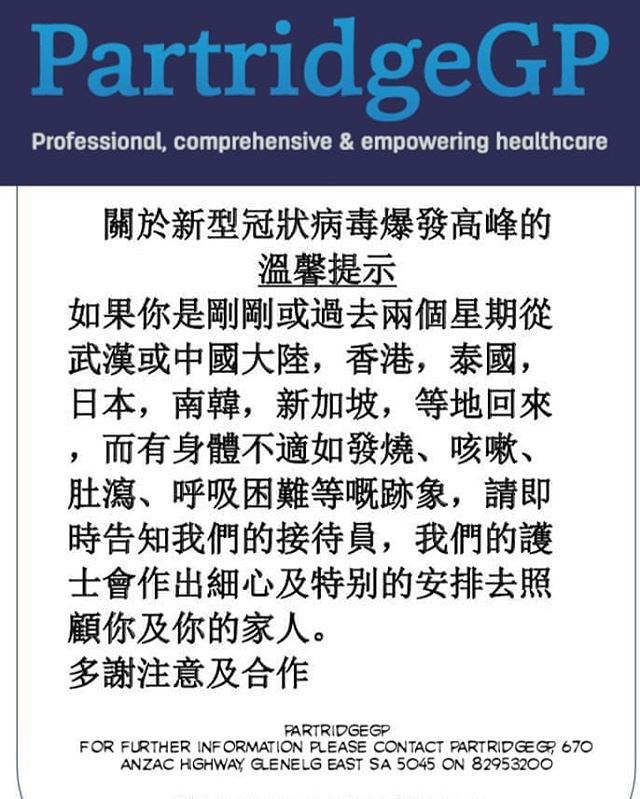 PartridgeGP
Professional, comprehensive & empowering healthcare
關於新型冠狀病毒爆發高峰的
溫馨提示
如果你是剛剛或過去兩個星期從
武漢或中國大陸，香港，泰國，
日本，南韓，新加坡，等地回來
，而有身體不適如發燒、咳嗽、
肚瀉、呼吸困難等嘅跡象，請即
時告知我們的接待員，我們的護
士會作出細心及特别的安排去照
顧你及你的家人。
多謝注意及合作
PARTRIDGEGP
FOR FURTHER INFORMATION PLEASE CONTACT PARTRIDGEGP, 670
ANZAC HIGHWAY, GLENELG EAST SA 5045 ON 82953200